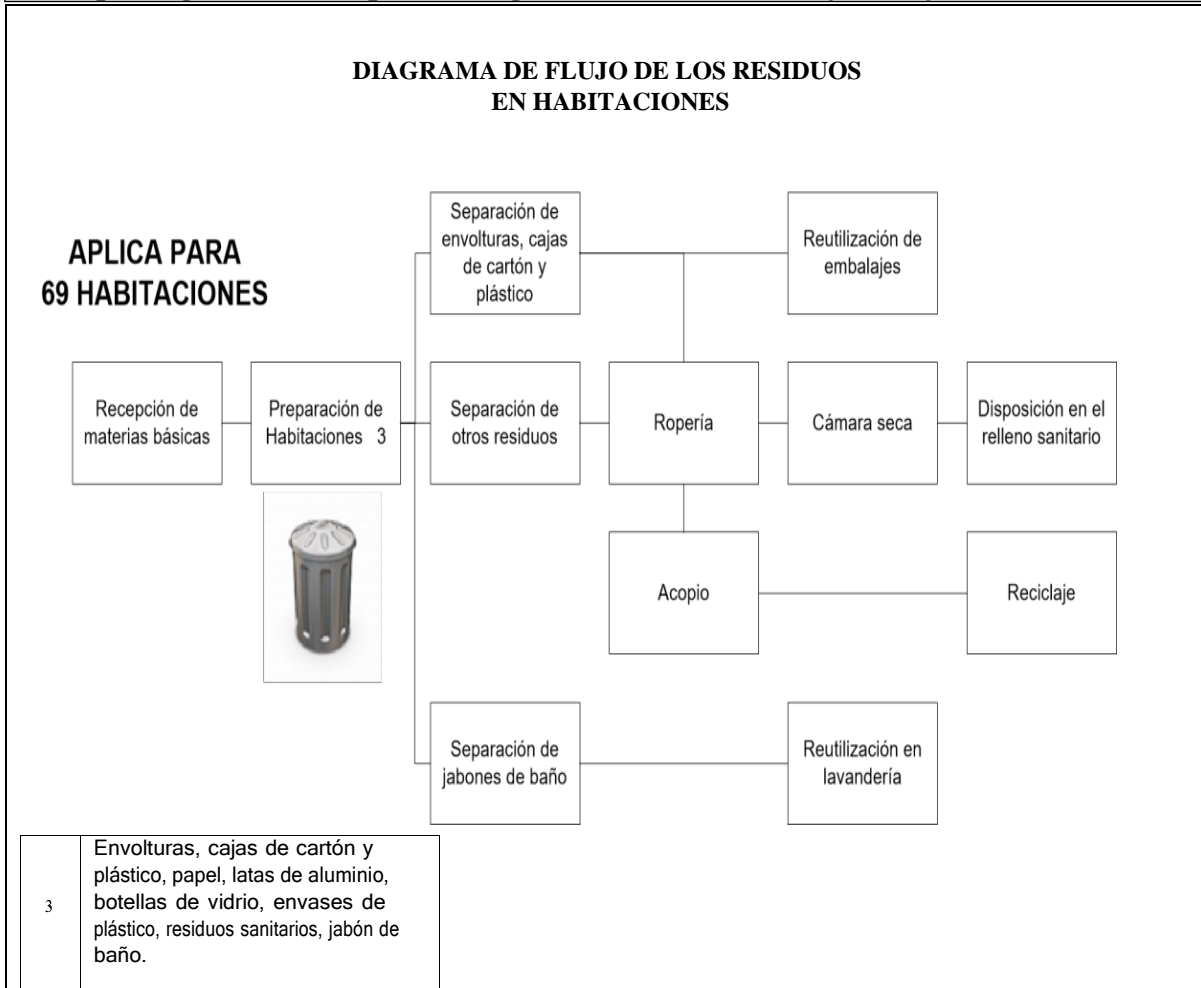 DIAGRAMA DE FLUJO DE LOS RESIDUOS
EN HABITACIONES
APLICA PARA
69 HABITACIONES
Separación de
envolturas, cajas
de cartón y
plástico
Reutilización de
embalajes
Recepción de
materias básicas
Preparación de
Habitaciones 3
Separación de
otros residuos
Ropería
Cámara seca
Disposición en el
relleno sanitario
Acopio
Reciclaje
Separación de
jabones de baño
Reutilización en
lavandería
3
Envolturas, cajas de cartón y
plástico, papel, latas de aluminio,
botellas de vidrio, envases de
plástico, residuos sanitarios, jabón de
baño.